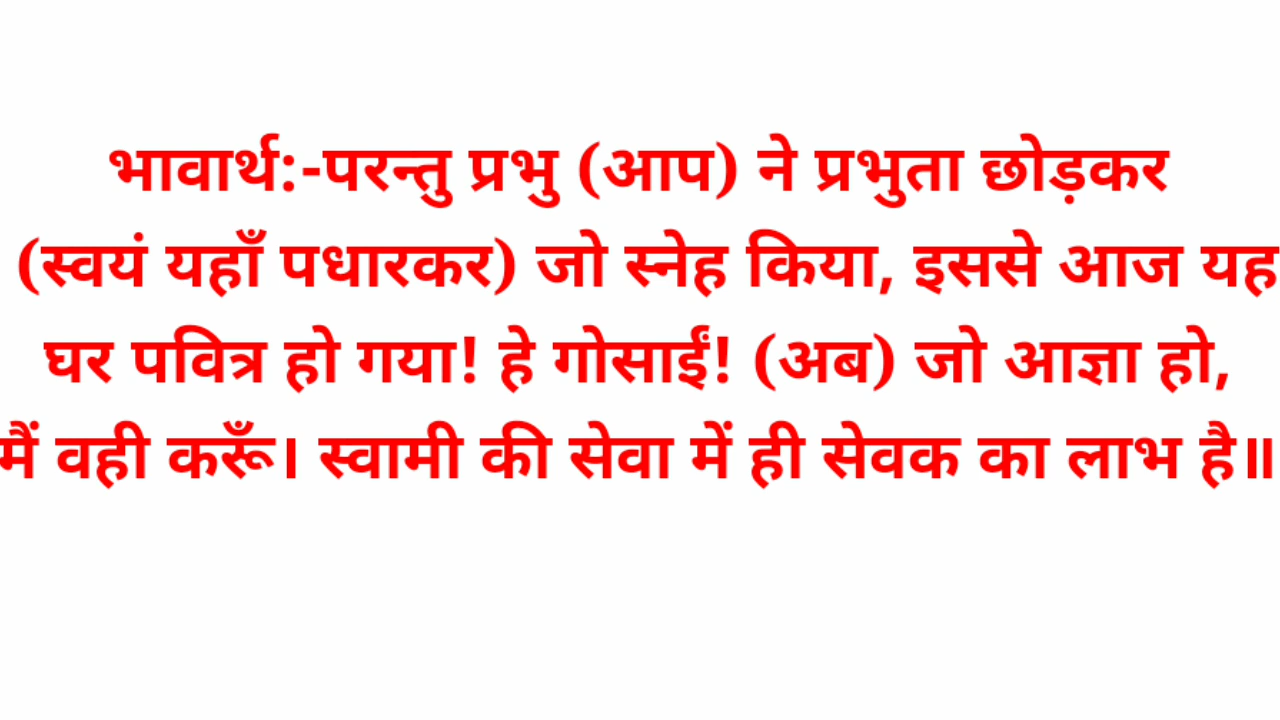 भावार्थ:-परन्तु प्रभु (आप) ने प्रभुता छोड़कर
(स्वयं यहाँ पधारकर) जो स्नेह किया, इससे आज यह
घर पवित्र हो गया! हे गोसाईं! (अब) जो आज्ञा हो,
मैं वही करूँ। स्वामी की सेवा में ही सेवक का लाभ है॥